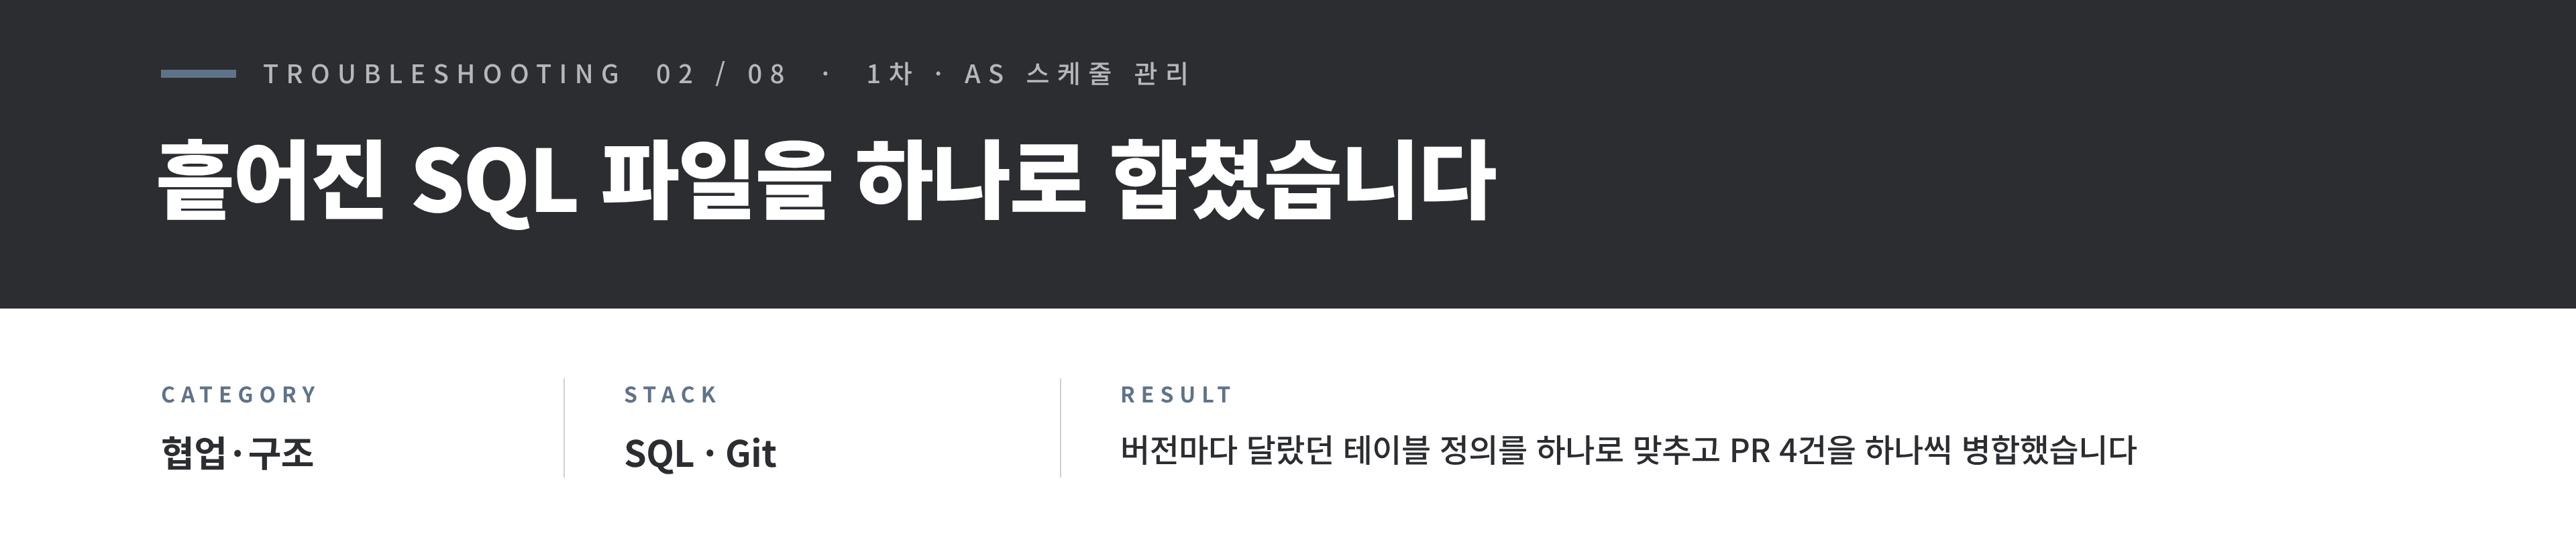 TROUBLESHOOTING 02 / 08 · 1차 · AS 스케줄 관리
흩어진 SQL 파일을 하나로 합쳤습니다
CATEGORY
협업·구조
STACK
SQL · Git
RESULT
버전마다 달랐던 테이블 정의를 하나로 맞추고 PR 4건을 하나씩 병합했습니다